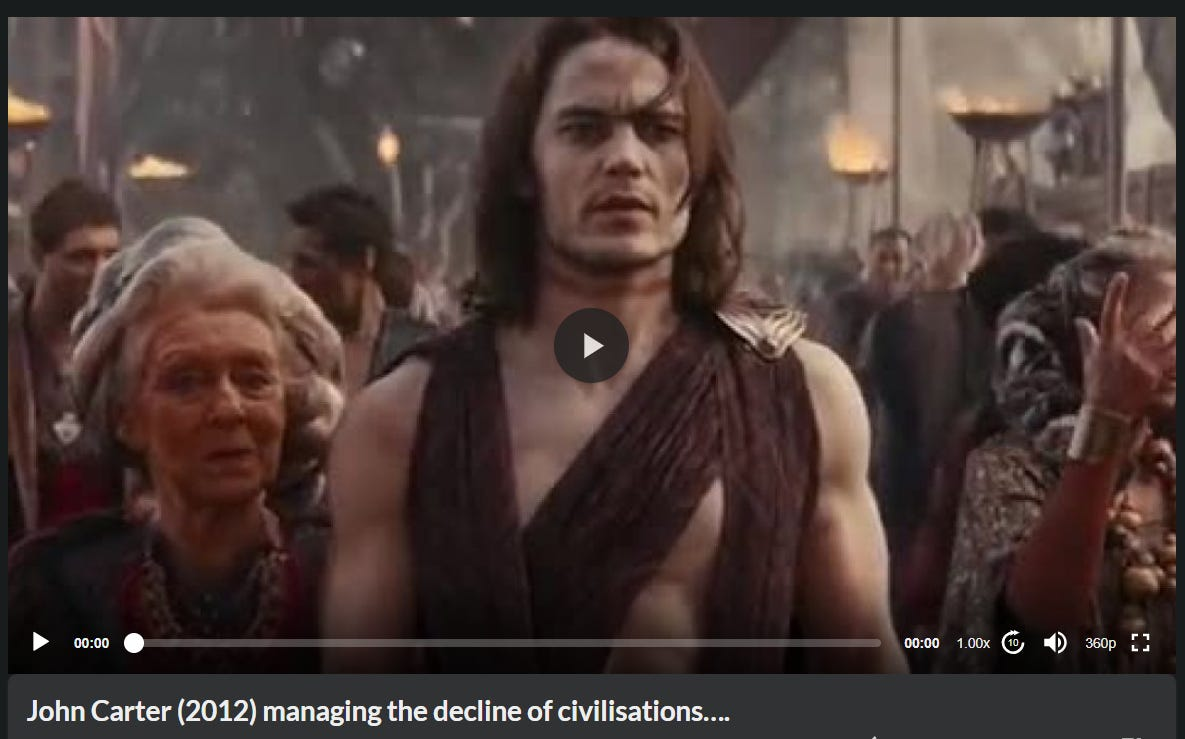 00:00
00:00 1.00x 10 360p
John Carter (2012) managing the decline of civilisations....